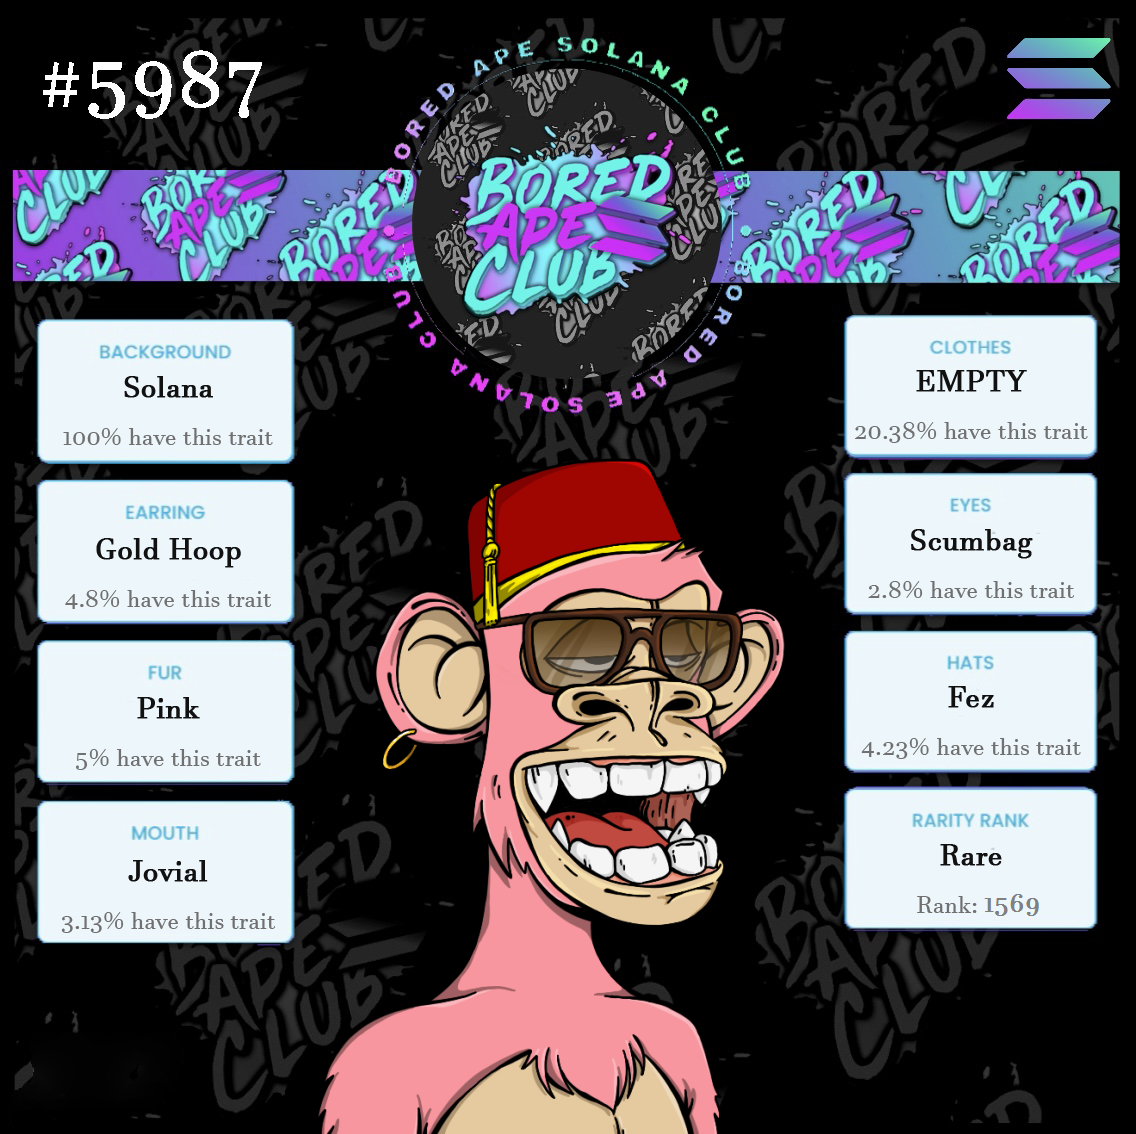 #5987
BORED APE SOLANA CLUB
BORED
APE
CLUB
BORED APE SOLANA CLUB
BACKGROUND
Solana
100% have this trait
EARRING
Gold Hoop
4.8% have this trait
FUR
Pink
5% have this trait
MOUTH
Jovial
3.13% have this trait
CLOTHES
EMPTY
20.38% have this trait
EYES
Scumbag
2.8% have this trait
HATS
Fez
4.23% have this trait
RARITY RANK
Rare
Rank: 1569